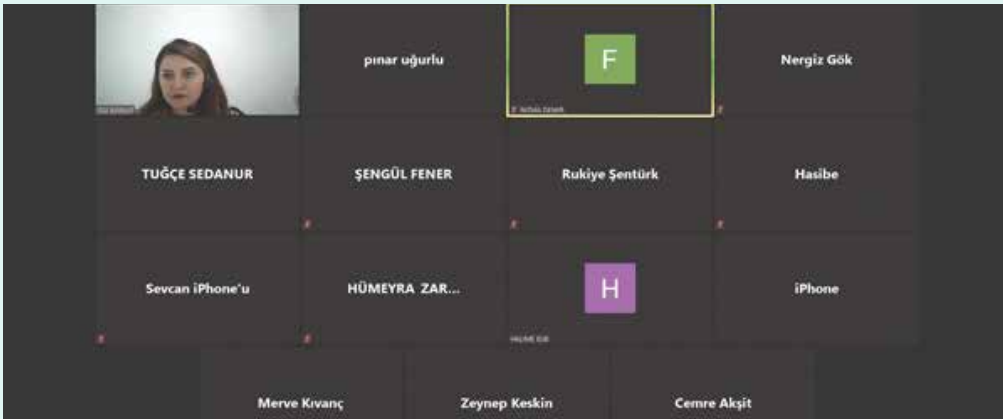 pınar uğurlu
F
Nergiz Gök
TUĞÇE SEDANUR
ŞENGÜL FENER
Rukiye Şentürk
Hasibe
Sevcan iPhone'u
HÜMEYRA ZAR...
H
iPhone
Merve Kıvanç
Zeynep Keskin
Cemre Akşit